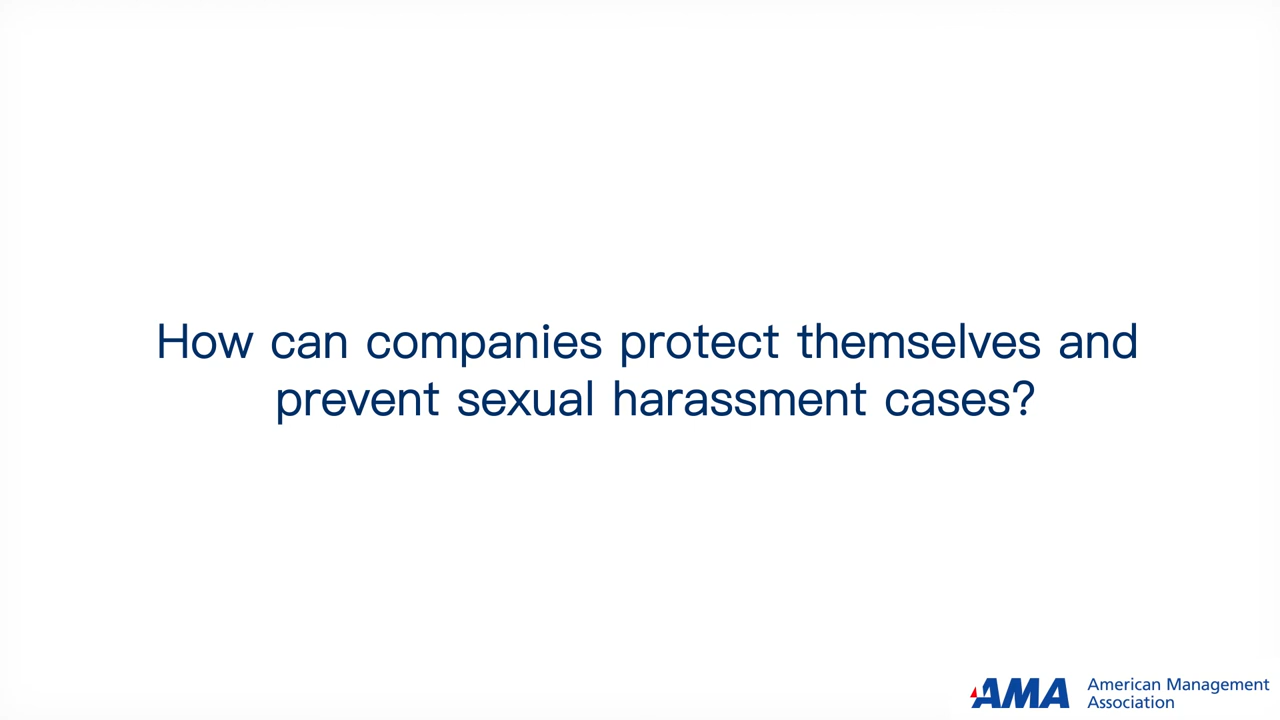 How can companies protect themselves and
prevent sexual harassment cases?
AMA American Management
Association